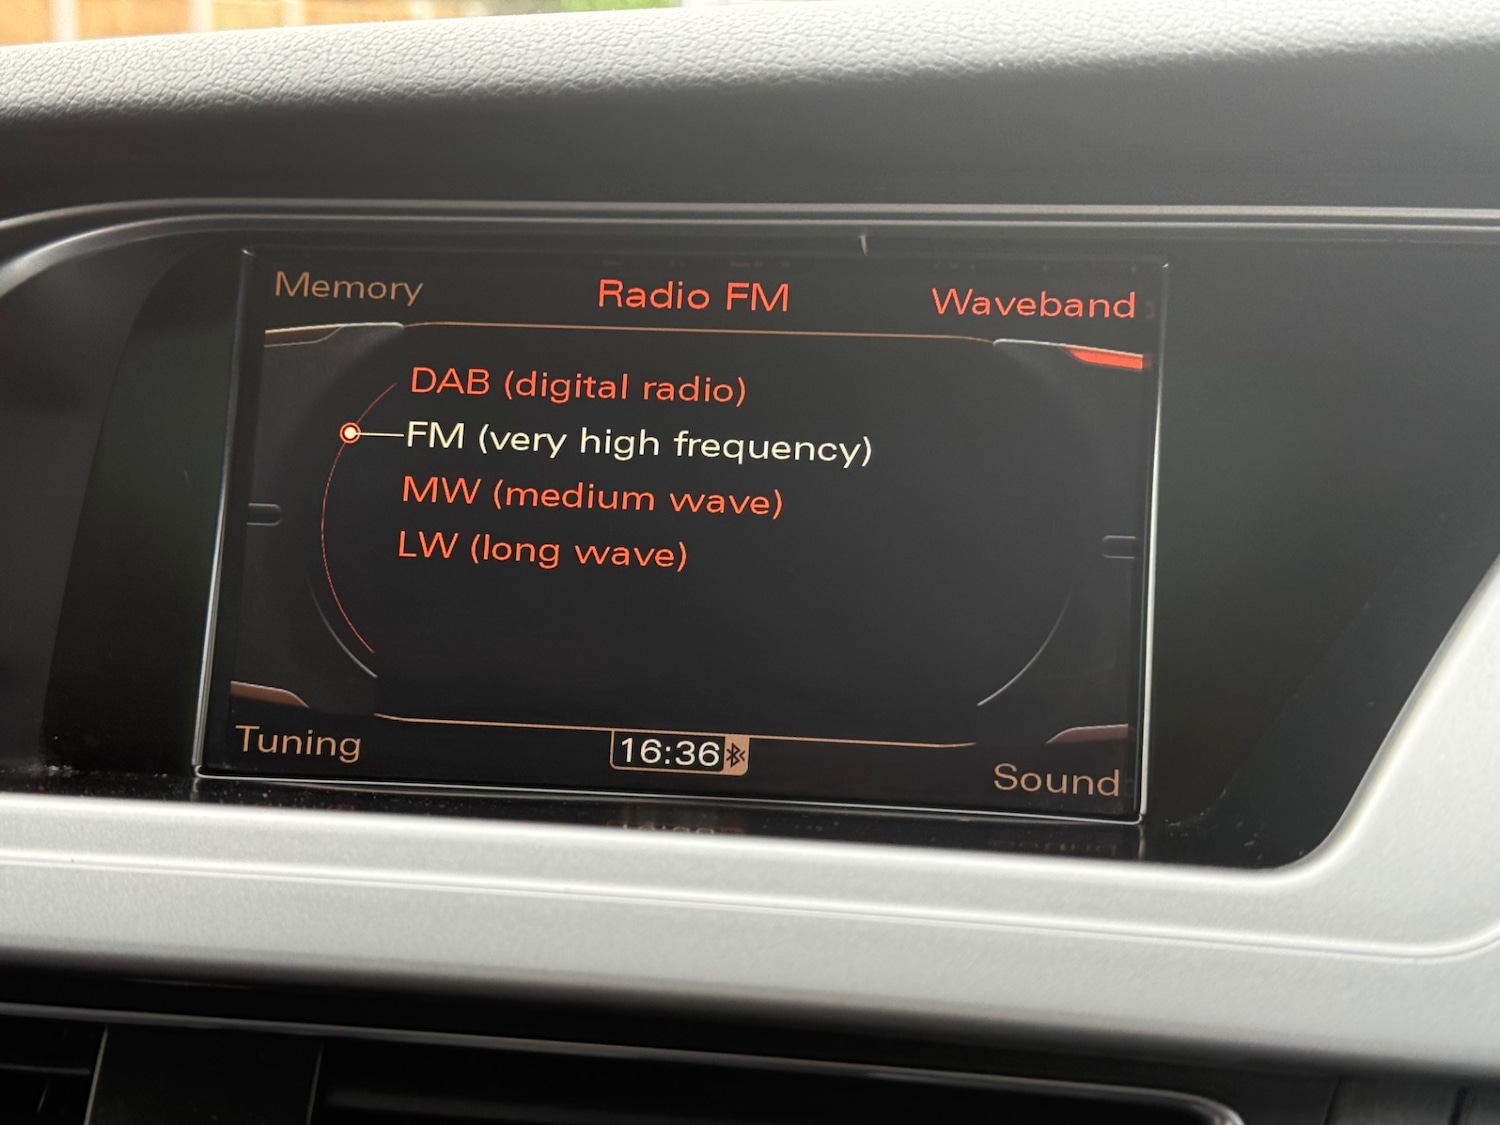 Memory
Radio FM
Waveband
DAB (digital radio)
FM (very high frequency)
MW (medium wave)
LW (long wave)
Tuning
16:36
Sound